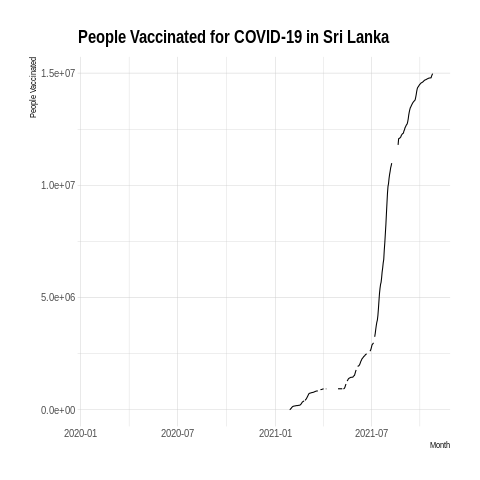 People Vaccinated for COVID-19 in Sri Lanka
People Vaccinated
1.5e+07
1.0e+07
5.0e+06
0.0e+00
2020-01 2020-07 2021-01 2021-07
Month